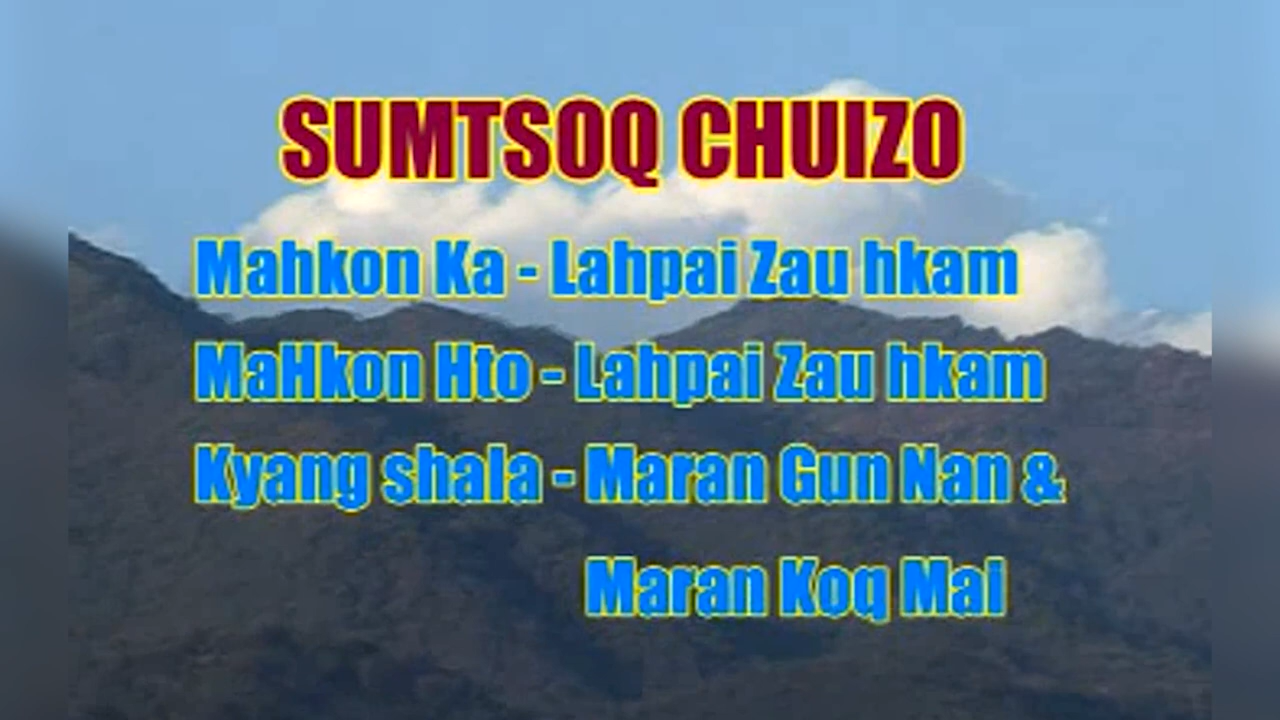 SUMTSOQ CHUIZO
Mahkon Ka - Lahpai Zau hkam
MaHkon Hto - Lahpai Zau hkam
Kyang shala - Maran Gun Nan &
Maran Koq Mai